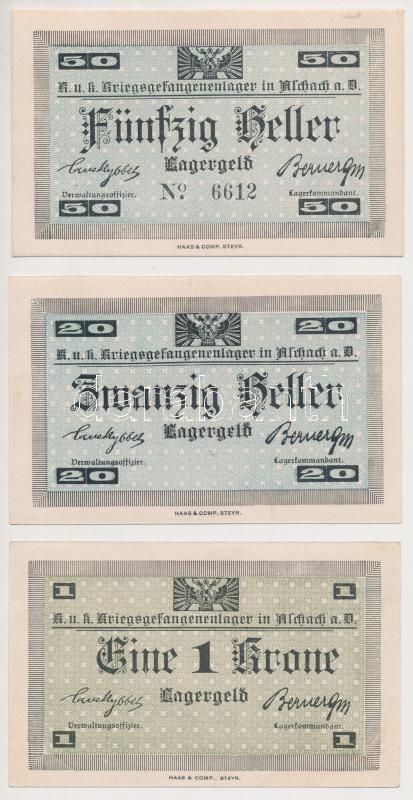 50 50
K.u.k. Kriegsgefangenenlager in Aschach a.D.
Fünfzig Heller
Lagergeld
Verwaltungsoffizier. No 6612 Lagerkommandant.
50 50
HAAS & COMP. STEYR.
20 20
K.u.k. Kriegsgefangenenlager in Aschach a.D.
Zwanzig Heller
Lagergeld
Verwaltungsoffizier. Lagerkommandant.
20 20
HAAS & COMP. STEYR.
1 1
K.u.k. Kriegsgefangenenlager in Aschach a.D.
Eine 1 Krone
Lagergeld
Verwaltungsoffizier. Lagerkommandant.
1 1
HAAS & COMP., STEYR.